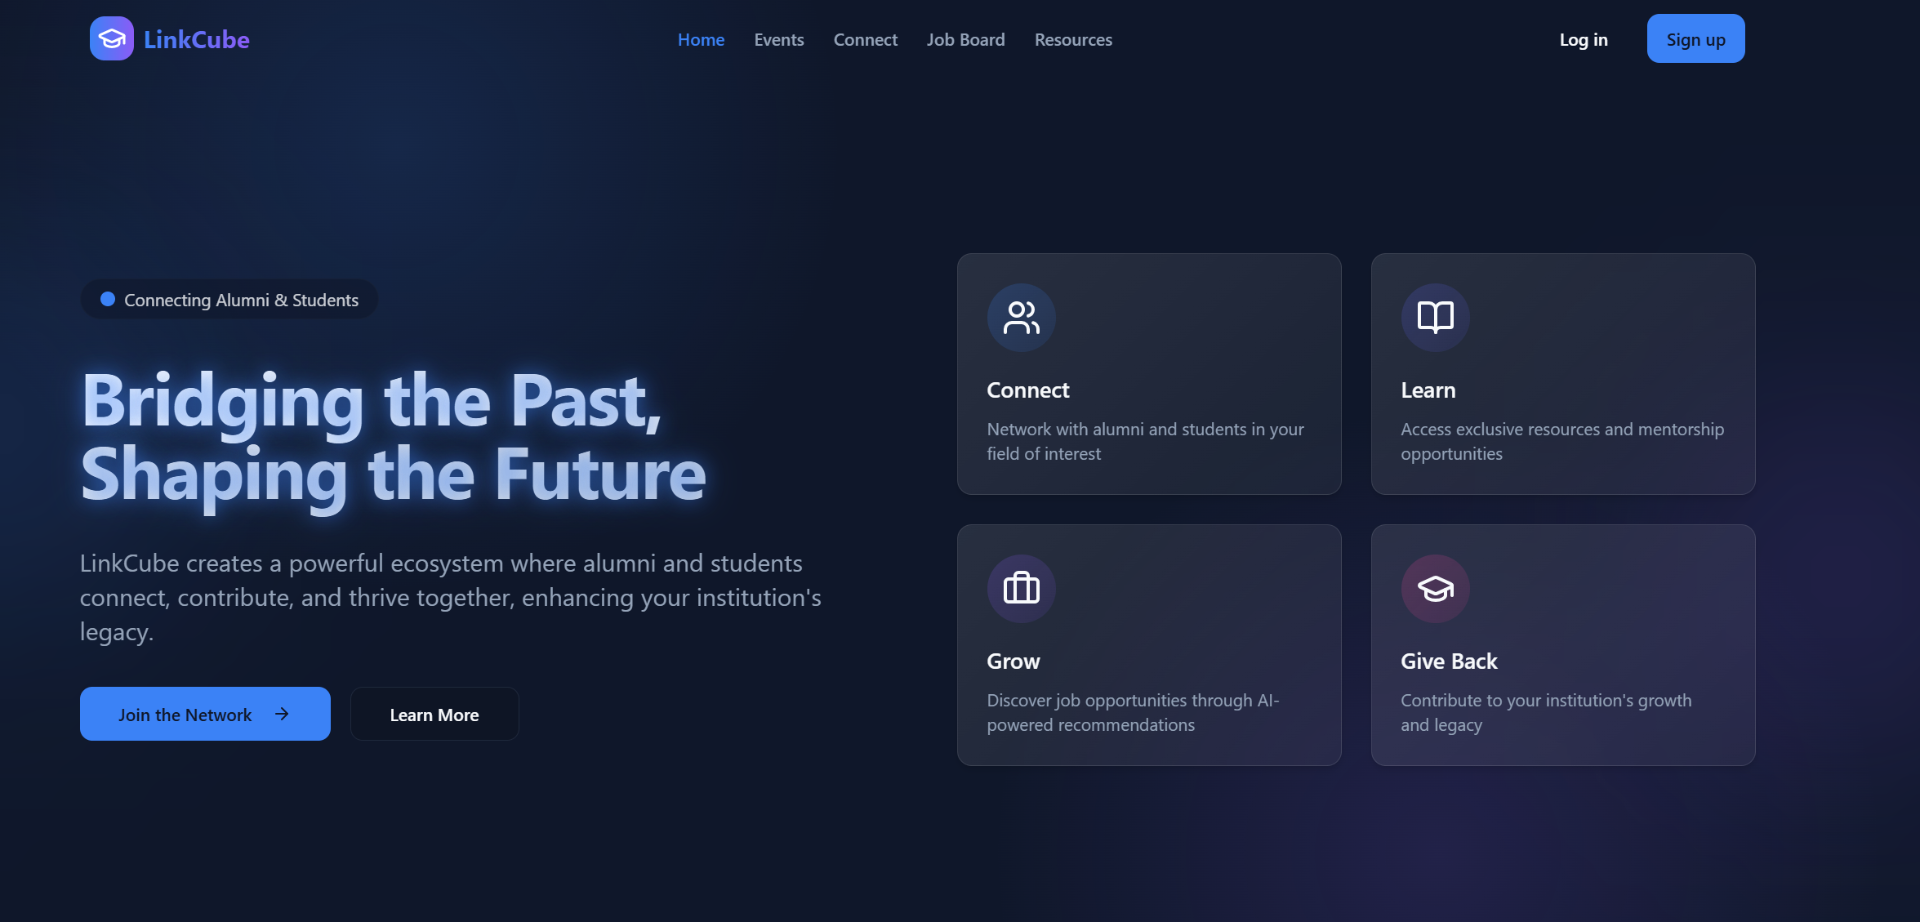 LinkCube
Home
Events
Connect
Job Board
Resources
Log in
Sign up
Connecting Alumni & Students
Bridging the Past,
Shaping the Future
LinkCube creates a powerful ecosystem where alumni and students
connect, contribute, and thrive together, enhancing your institution's
legacy.
Join the Network
Learn More
Connect
Network with alumni and students in your
field of interest
Learn
Access exclusive resources and mentorship
opportunities
Grow
Discover job opportunities through AI-
powered recommendations
Give Back
Contribute to your institution's growth
and legacy